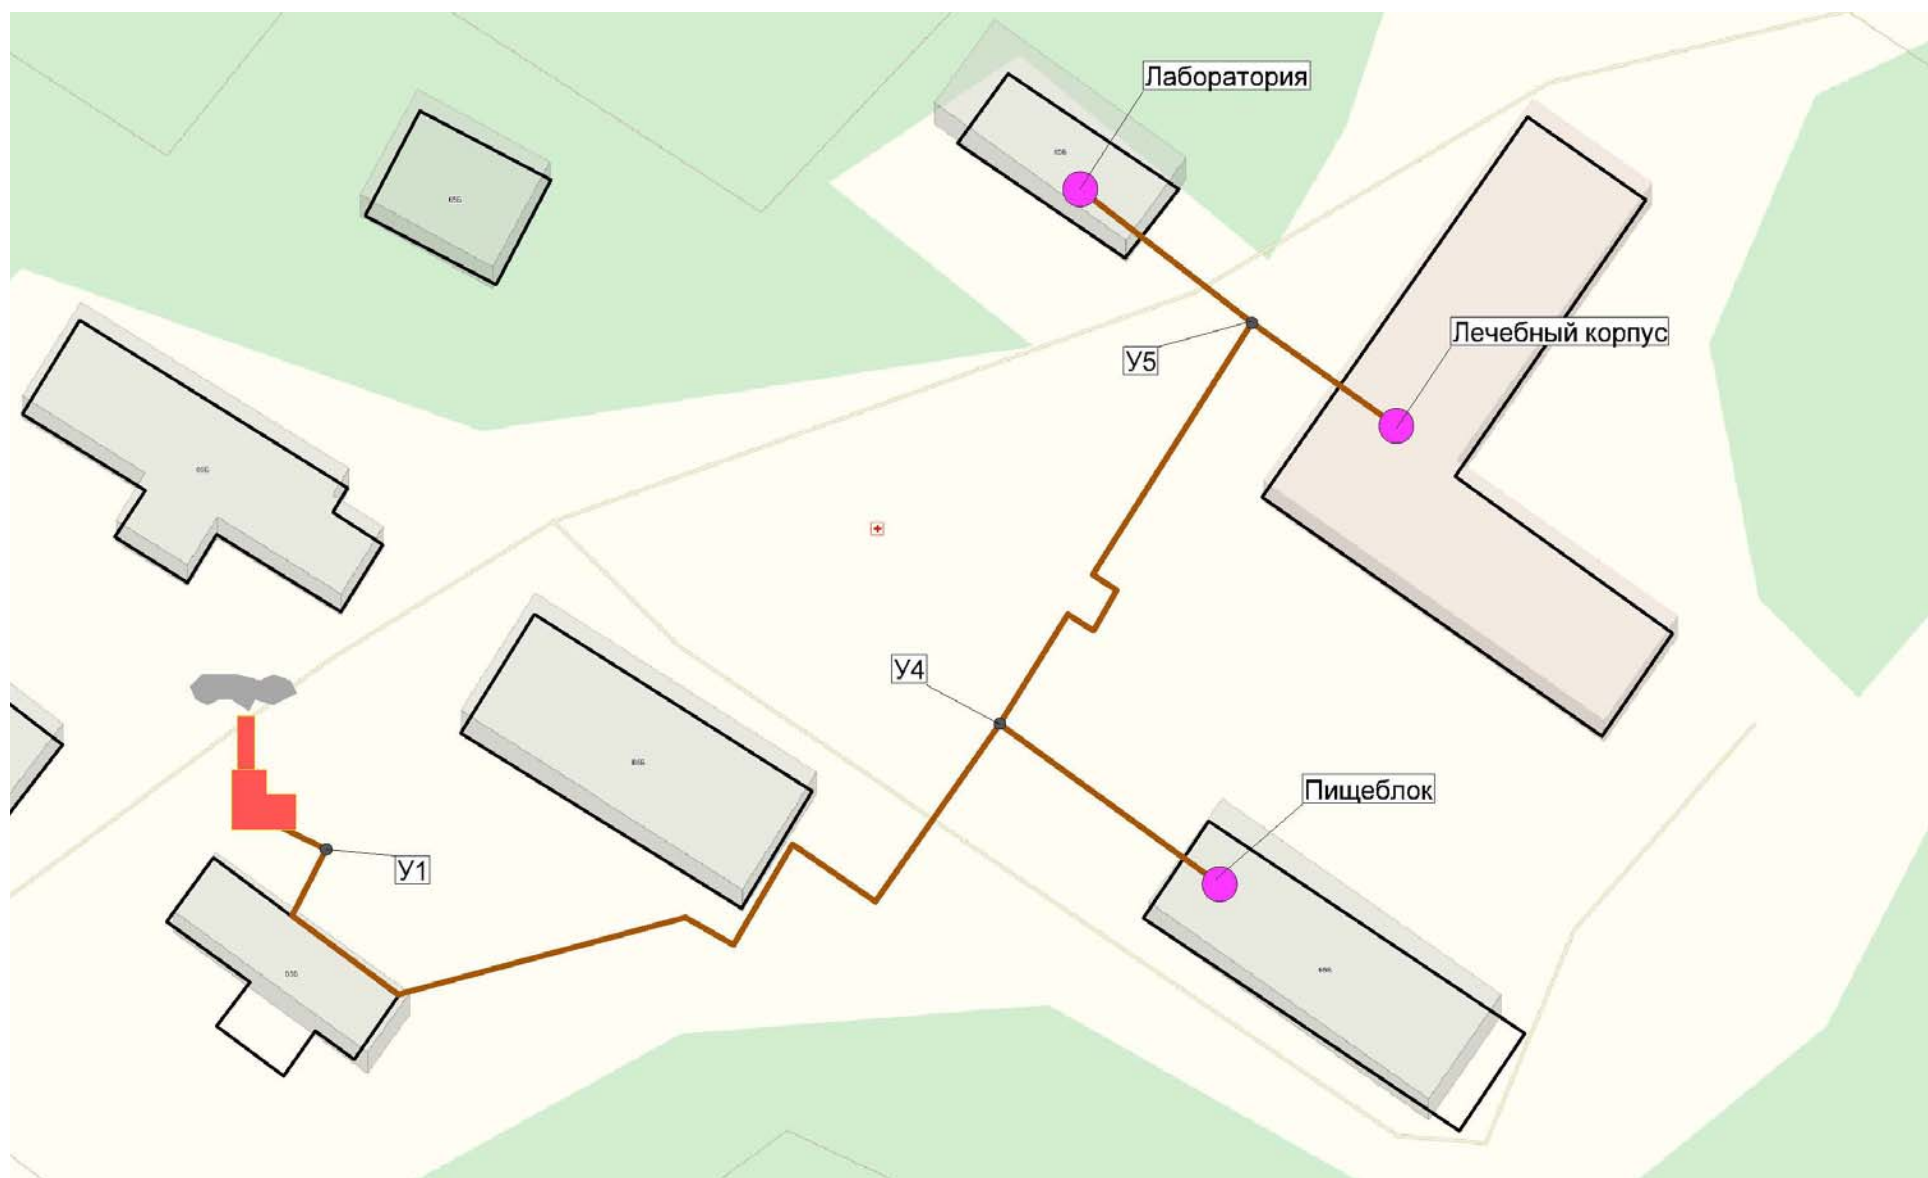 Лаборатория
Лечебный корпус
У5
У4
Пищеблок
У1